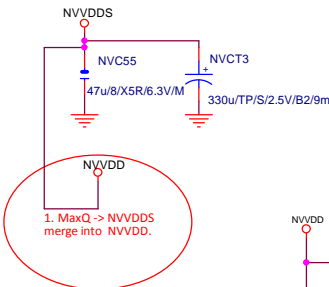 NVVDDS
NVC55
NVCT3
+
47u/8/X5R/6.3V/M
330u/TP/S/2.5V/B2/9m
NVVDD
1. MaxQ -> NVVDDS
merge into NVVDD.
NVVDD